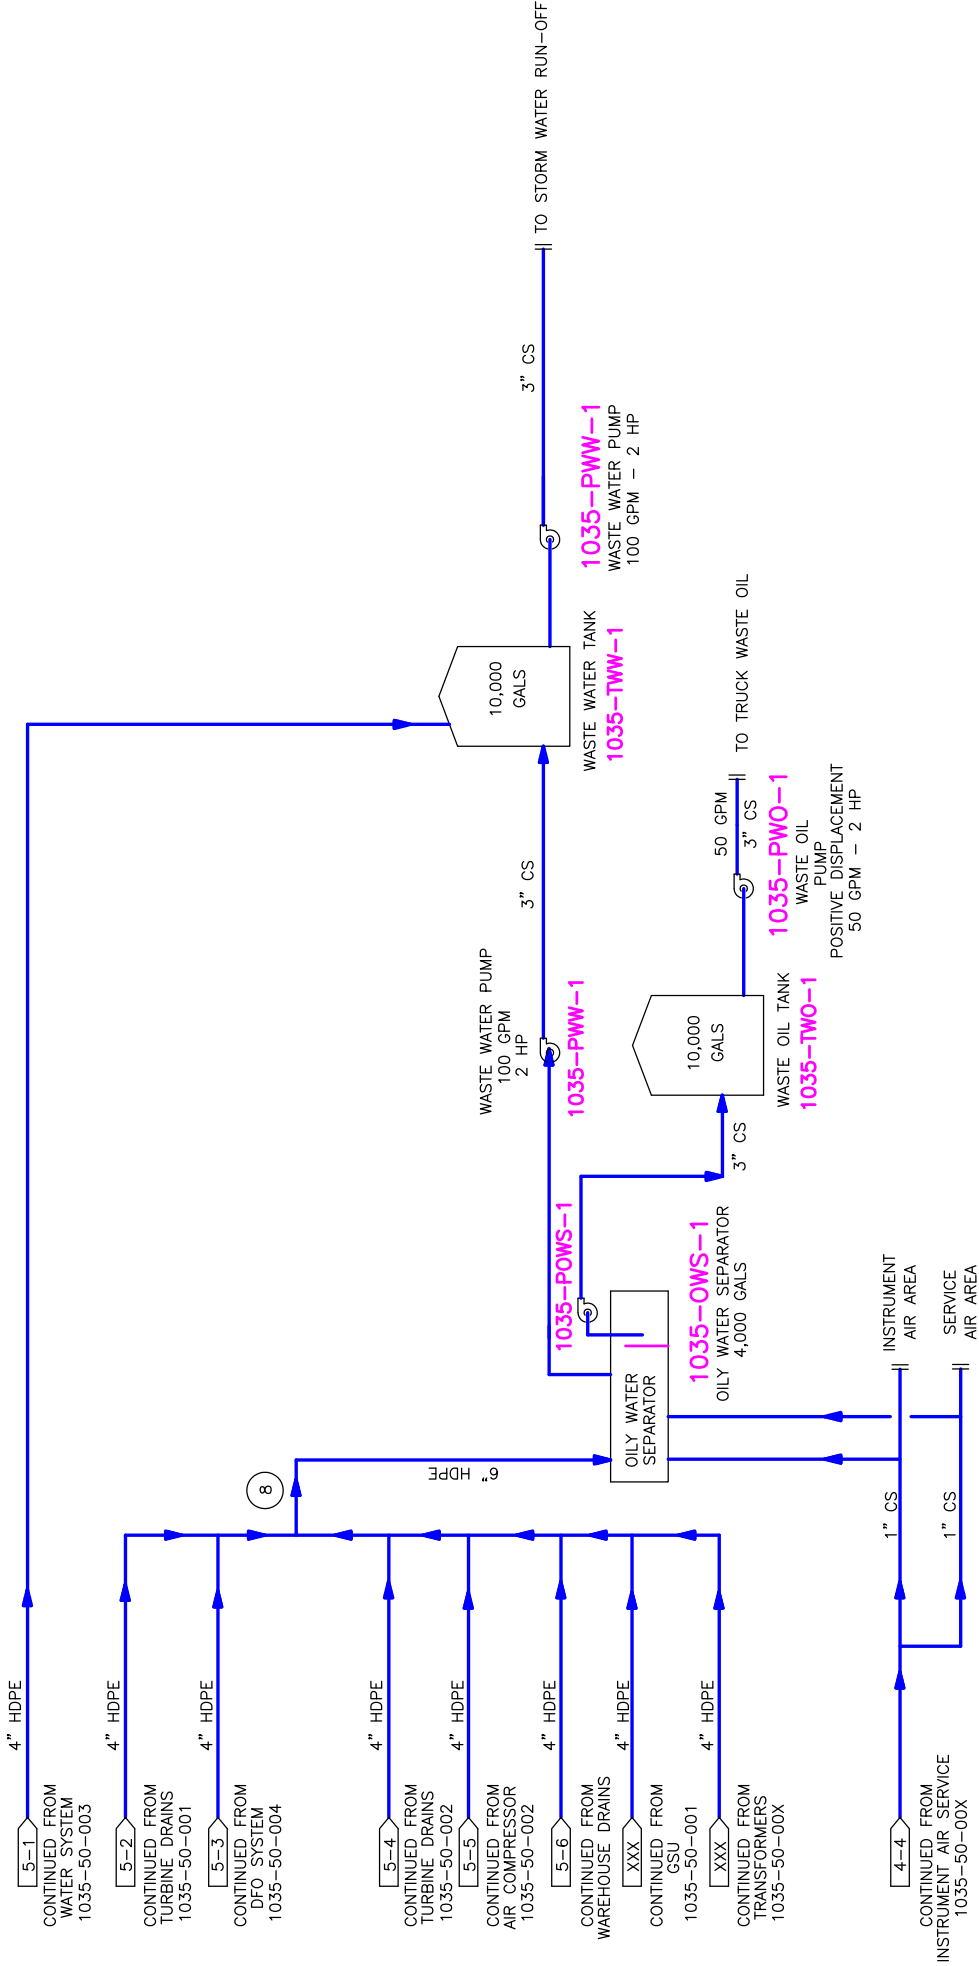 5-1
CONTINUED FROM
WATER SYSTEM
1035-50-003
4" HDPE
5-2
CONTINUED FROM
TURBINE DRAINS
1035-50-001
4" HDPE
5-3
CONTINUED FROM
DFO SYSTEM
1035-50-004
4" HDPE
5-4
CONTINUED FROM
TURBINE DRAINS
1035-50-002
4" HDPE
5-5
CONTINUED FROM
AIR COMPRESSOR
1035-50-002
4" HDPE
5-6
CONTINUED FROM
WAREHOUSE DRAINS
4" HDPE
XXX
CONTINUED FROM
GSU
1035-50-001
4" HDPE
XXX
CONTINUED FROM
TRANSFORMERS
1035-50-00X
4" HDPE
4-4
CONTINUED FROM
INSTRUMENT AIR SERVICE
1035-50-00X
1" CS
1" CS
INSTRUMENT
AIR AREA
SERVICE
AIR AREA
8
6" HDPE
OILY WATER
SEPARATOR
1035-OWS-1
OILY WATER SEPARATOR
4,000 GALS
1035-POWS-1
3" CS
WASTE WATER PUMP
100 GPM
2 HP
1035-PWW-1
3" CS
10,000
GALS
WASTE OIL TANK
1035-TWO-1
50 GPM
3" CS
1035-PWO-1
WASTE OIL
PUMP
POSITIVE DISPLACEMENT
50 GPM - 2 HP
TO TRUCK WASTE OIL
10,000
GALS
WASTE WATER TANK
1035-TWW-1
1035-PWW-1
WASTE WATER PUMP
100 GPM - 2 HP
3" CS
TO STORM WATER RUN-OFF